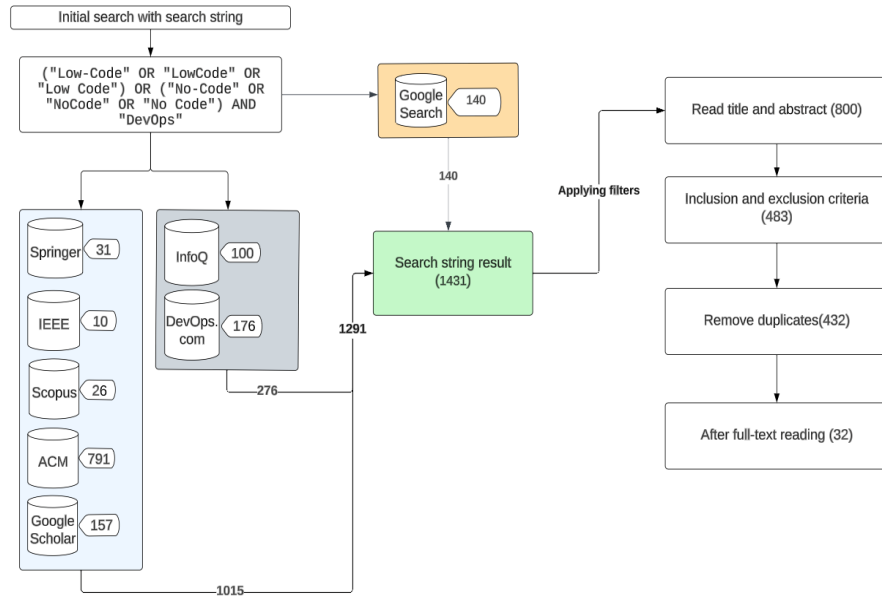 Initial search with search string
("Low-Code" OR "LowCode" OR
"Low Code") OR ("No-Code" OR
"NoCode" OR "No Code") AND
"DevOps"
Google
Search
140
140
Springer
31
IEEE
10
Scopus
26
ACM
791
Google
Scholar
157
InfoQ
100
DevOps.
com
176
276
1015
1291
Search string result
(1431)
Applying filters
Read title and abstract (800)
Inclusion and exclusion criteria
(483)
Remove duplicates(432)
After full-text reading (32)